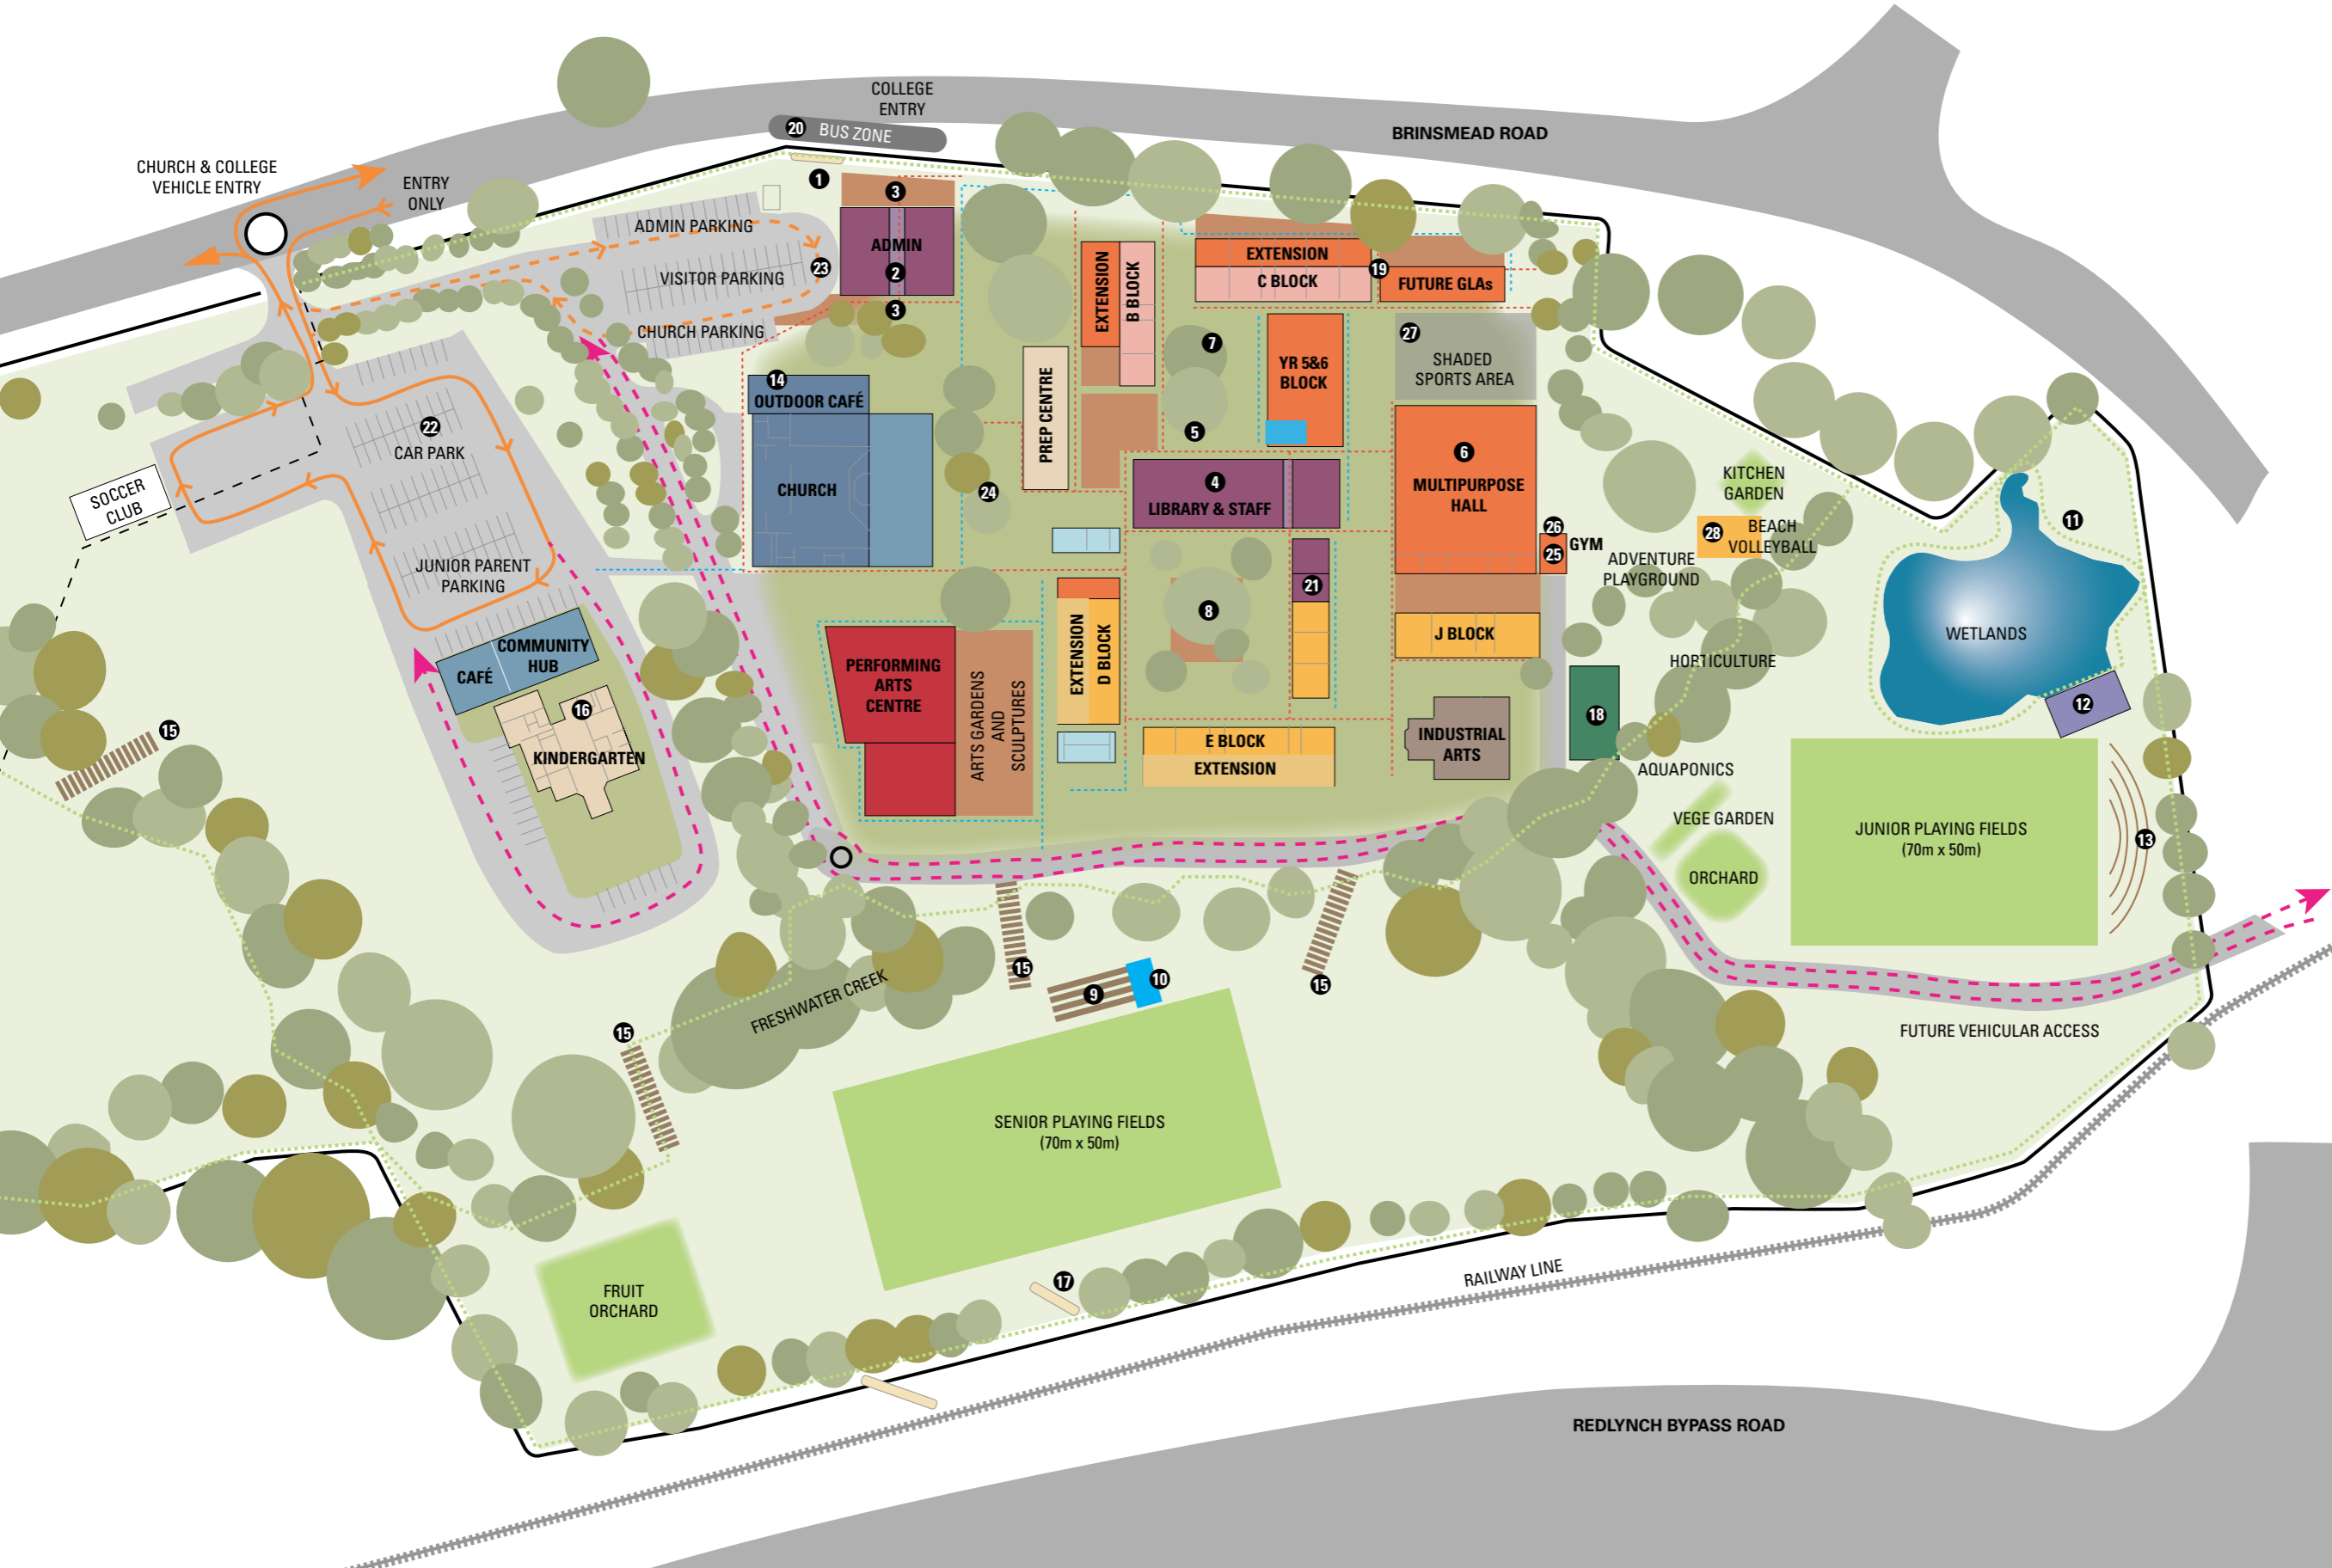 COLLEGE
ENTRY
20 BUS ZONE
BRINSMEAD ROAD
CHURCH & COLLEGE
VEHICLE ENTRY
ENTRY
ONLY
1
3
ADMIN PARKING
ADMIN
2
23
VISITOR PARKING
3
CHURCH PARKING
EXTENSION
B BLOCK
EXTENSION
C BLOCK
19
FUTURE GLAs
27
SHADED
SPORTS AREA
7
YR 5&6
BLOCK
5
PREP CENTRE
14
OUTDOOR CAFÉ
CHURCH
24
22
CAR PARK
SOCCER
CLUB
JUNIOR PARENT
PARKING
4
LIBRARY & STAFF
6
MULTIPURPOSE
HALL
26
25
GYM
KITCHEN
GARDEN
28
BEACH
VOLLEYBALL
ADVENTURE
PLAYGROUND
11
WETLANDS
12
21
8
J BLOCK
HORTICULTURE
COMMUNITY
HUB
CAFÉ
16
KINDERGARTEN
15
PERFORMING
ARTS
CENTRE
ARTS GARDENS
AND
SCULPTURES
EXTENSION
D BLOCK
E BLOCK
EXTENSION
INDUSTRIAL
ARTS
18
AQUAPONICS
VEGE GARDEN
ORCHARD
JUNIOR PLAYING FIELDS
(70m x 50m)
13
15
9
10
15
FRESHWATER CREEK
15
FUTURE VEHICULAR ACCESS
SENIOR PLAYING FIELDS
(70m x 50m)
FRUIT
ORCHARD
17
RAILWAY LINE
REDLYNCH BYPASS ROAD